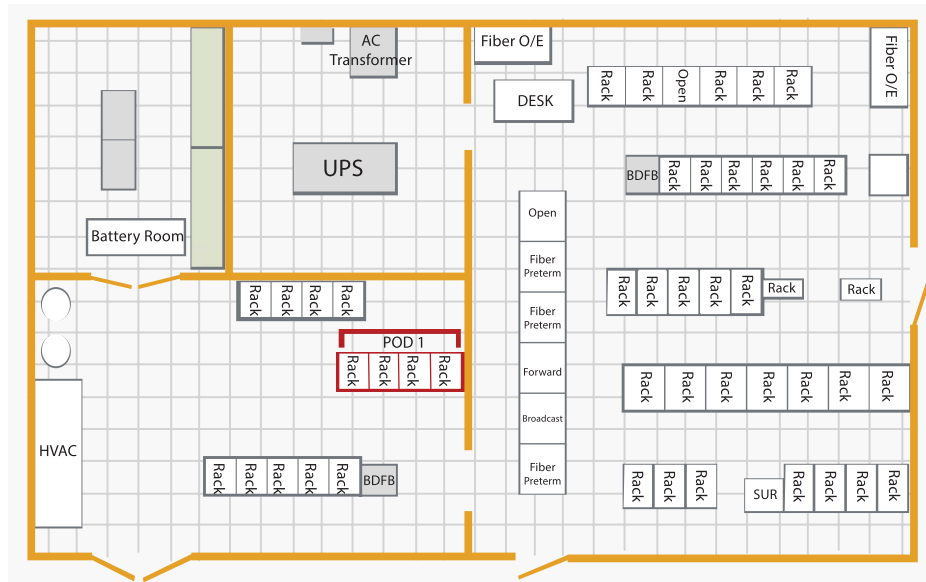 AC
Transformer
Fiber O/E
Fiber O/E
DESK
Rack
Rack
Open
Rack
Rack
Rack
UPS
BDFB
Rack
Rack
Rack
Rack
Rack
Rack
Battery Room
Open
Fiber
Preterm
Fiber
Preterm
Forward
Broadcast
Fiber
Preterm
Rack
Rack
Rack
Rack
Rack
Rack
Rack
Rack
Rack
Rack
Rack
POD 1
Rack
Rack
Rack
Rack
Rack
Rack
Rack
Rack
Rack
Rack
Rack
HVAC
Rack
Rack
Rack
Rack
Rack
BDFB
Rack
Rack
Rack
SUR
Rack
Rack
Rack
Rack